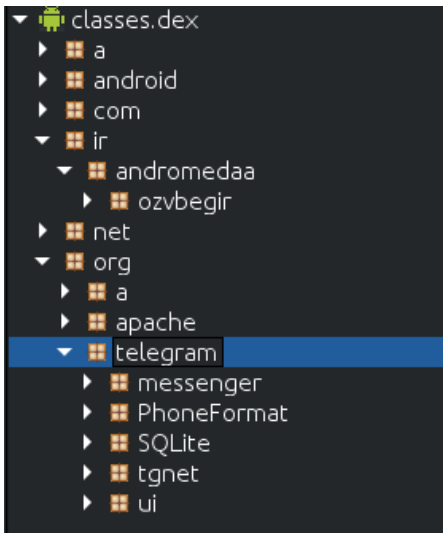 classes.dex
a
android
com
ir
andromedaa
ozvbegir
net
org
a
apache
telegram
messenger
PhoneFormat
SQLite
tgnet
ui